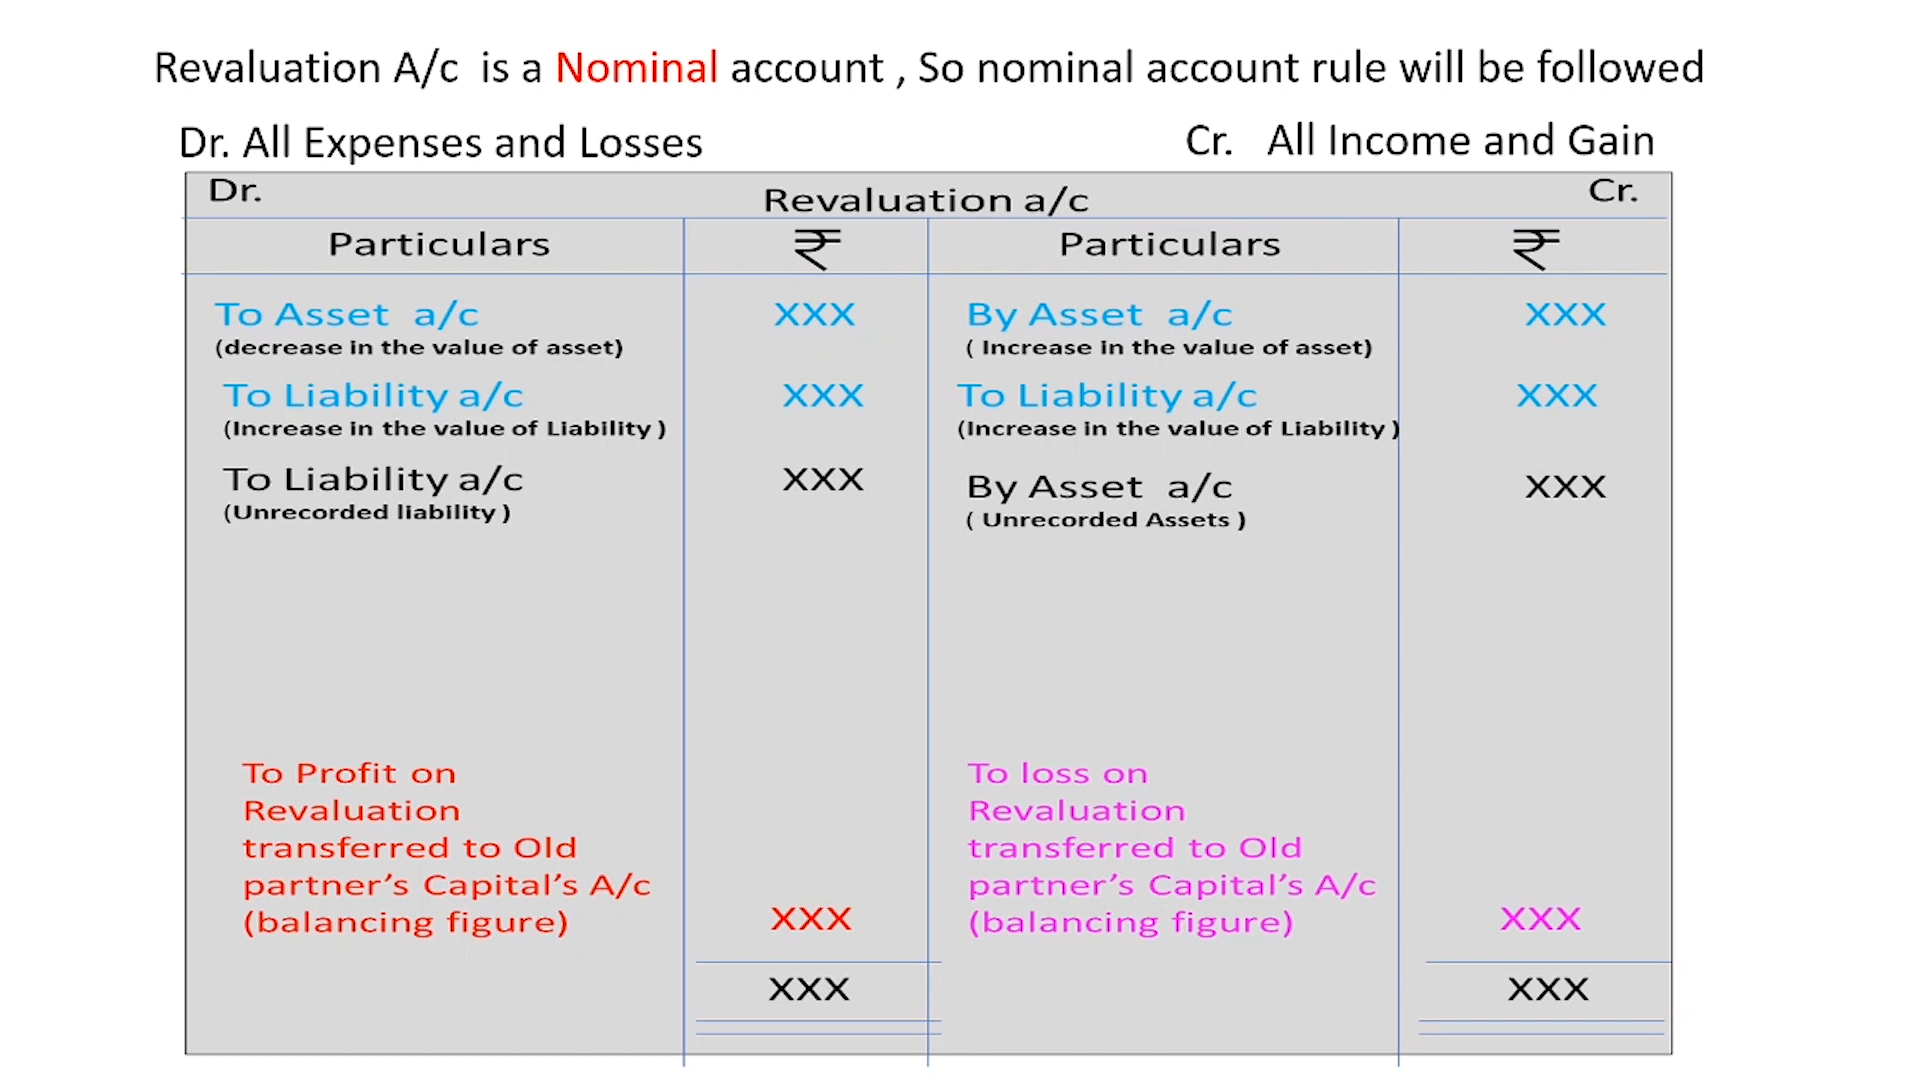 Revaluation A/c is a Nominal account , So nominal account rule will be followed
Dr. All Expenses and Losses
Cr. All Income and Gain
Dr.
Revaluation a/c
Cr.
Particulars
₹
Particulars
₹
To Asset a/c
XXX
By Asset a/c
XXX
(decrease in the value of asset)
( Increase in the value of asset)
To Liability a/c
XXX
To Liability a/c
XXX
(Increase in the value of Liability )
(Increase in the value of Liability )
To Liability a/c
XXX
By Asset a/c
XXX
(Unrecorded liability )
( Unrecorded Assets )
To Profit on
Revaluation
transferred to Old
partner’s Capital’s A/c
(balancing figure)
XXX
To loss on
Revaluation
transferred to Old
partner’s Capital’s A/c
(balancing figure)
XXX
XXX
XXX